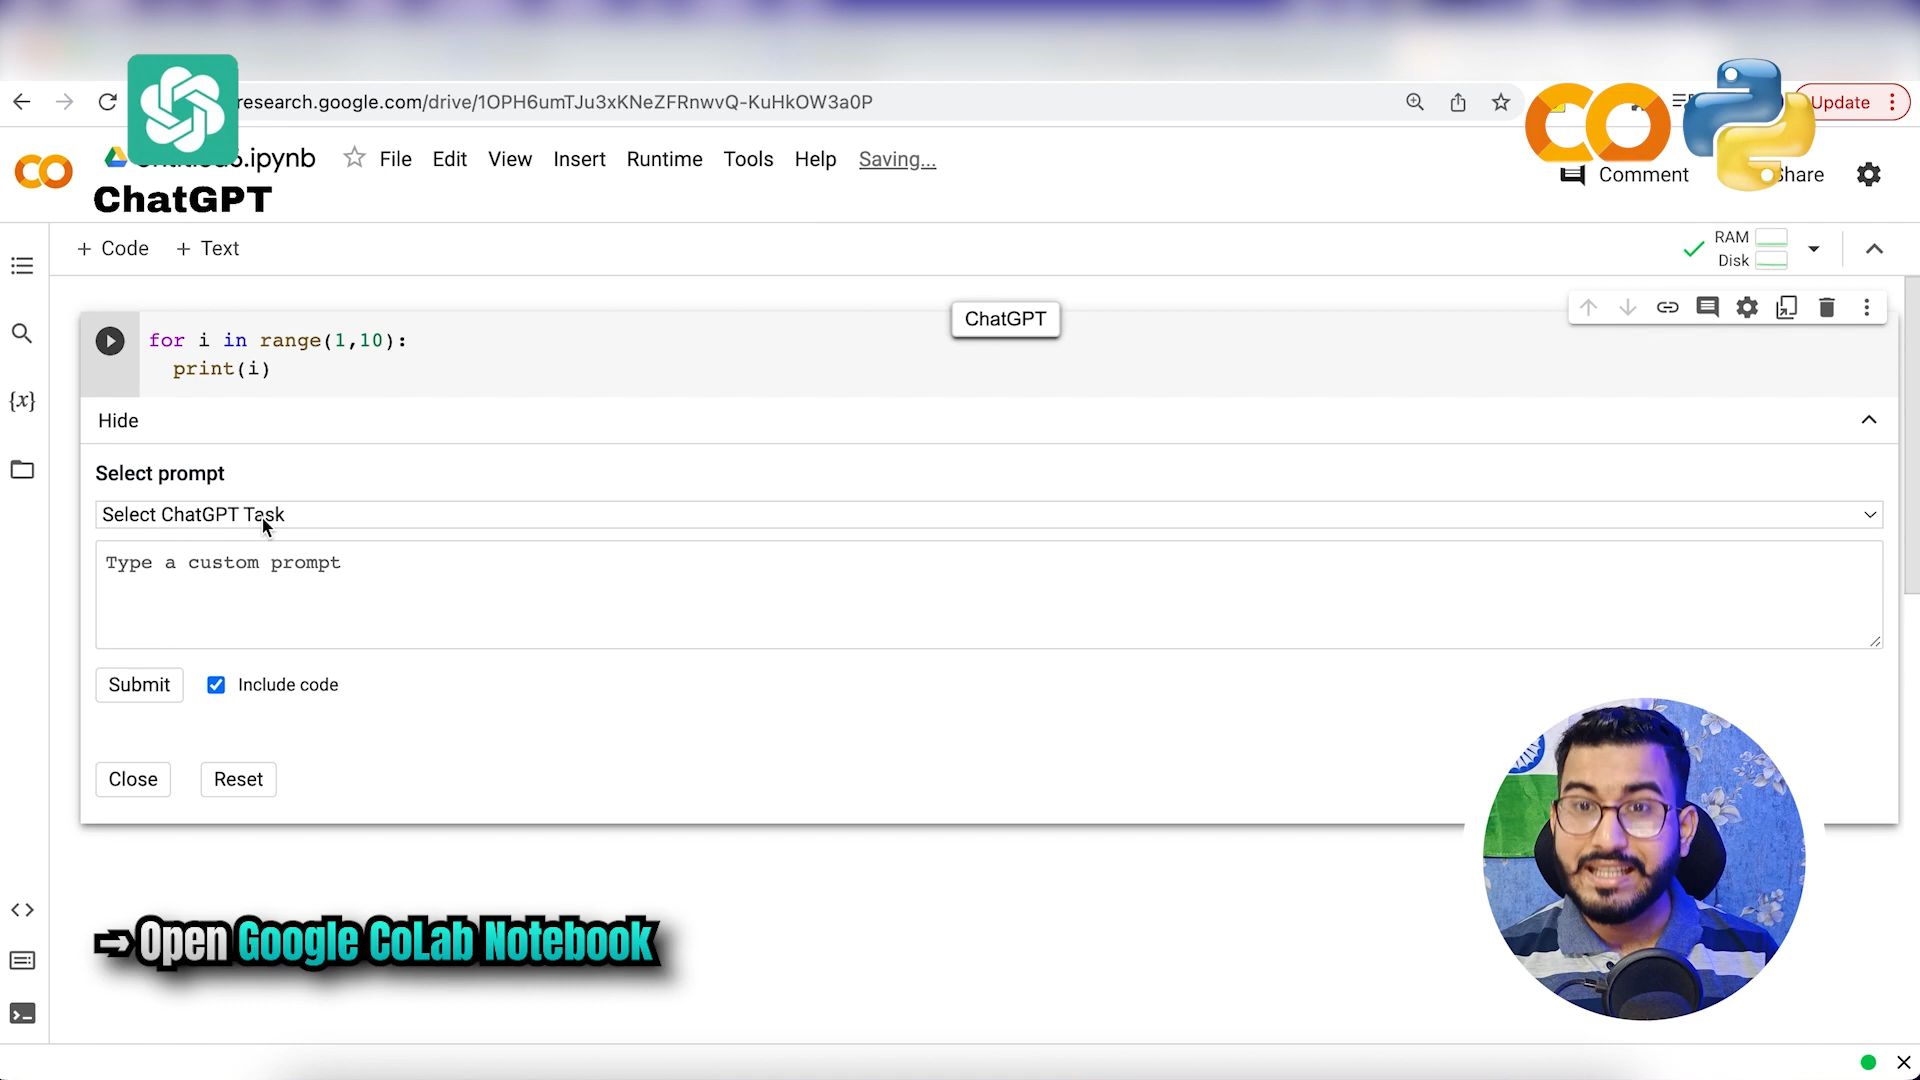 research.google.com/drive/1OPH6umTJu3xKNeZFRnwvQ-KuHkOW3a0P
Update
.ipynb
File Edit View Insert Runtime Tools Help Saving...
ChatGPT
Comment
Share
+ Code + Text
RAM
Disk
ChatGPT
for i in range(1,10):
print(i)
Hide
Select prompt
Select ChatGPT Task
Type a custom prompt
Submit
Include code
Close
Reset
{x}
➡Open Google CoLab Notebook